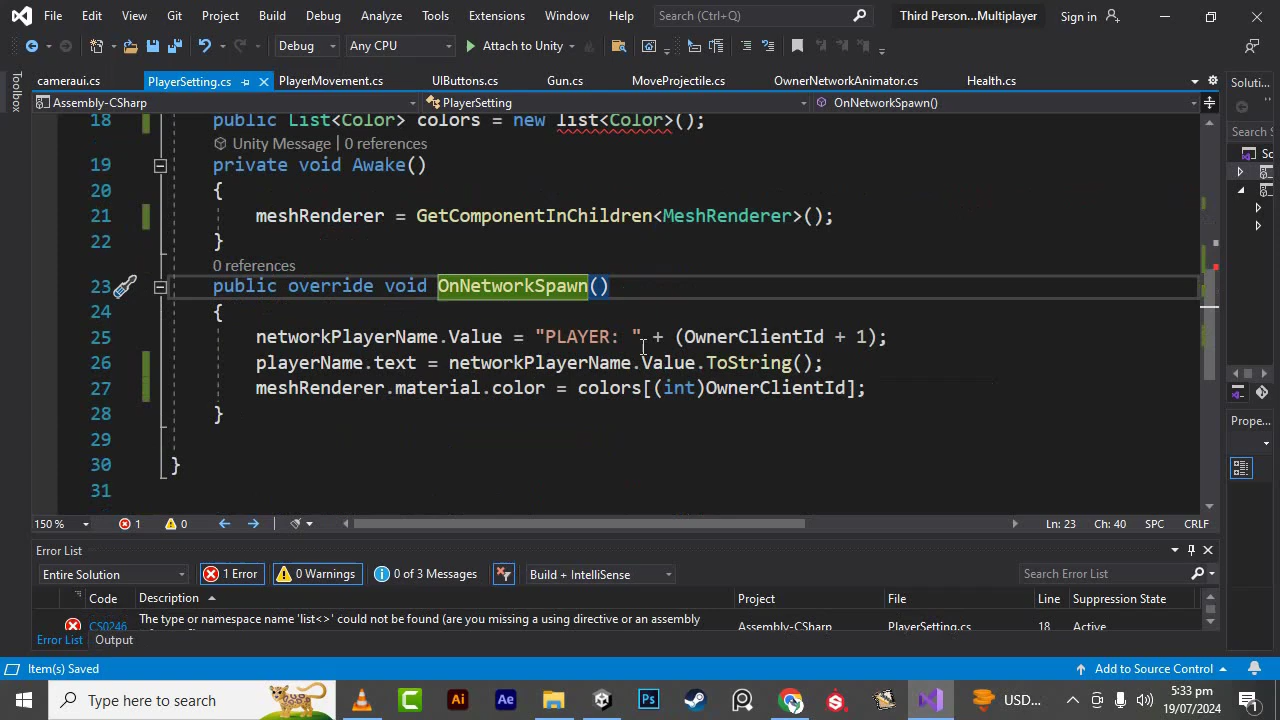 File Edit View Git Project Build Debug Analyze Tools Extensions Window Help Search (Ctrl+Q) Third Person...Multiplayer Sign in
Debug Any CPU Attach to Unity
cameraui.cs PlayerSetting.cs PlayerMovement.cs UIButtons.cs Gun.cs MoveProjectile.cs OwnerNetworkAnimator.cs Health.cs
Toolbox
Assembly-CSharp PlayerSetting OnNetworkSpawn()
18 public List<Color> colors = new list<Color>();
Unity Message | 0 references
19 private void Awake()
20 {
21 meshRenderer = GetComponentInChildren<MeshRenderer>();
22 }
0 references
23 public override void OnNetworkSpawn()
24 {
25 networkPlayerName.Value = "PLAYER: " + (OwnerClientId + 1);
26 playerName.text = networkPlayerName.Value.ToString();
27 meshRenderer.material.color = colors[(int)OwnerClientId];
28 }
29
30 }
31
150 % 1 0 Ln: 23 Ch: 40 SPC CRLF
Solu...
Search S
Sc
Prope...
Error List
Entire Solution 1 Error 0 Warnings 0 of 3 Messages Build + IntelliSense Search Error List
Code Description Project File Line Suppression State
CS0246 The type or namespace name 'list<>' could not be found (are you missing a using directive or an assembly Assembly-CSharp PlayerSetting.cs 18 Active
Error List Output
Item(s) Saved Add to Source Control
Type here to search Ai Ae Ps USD... 5:33 pm
19/07/2024